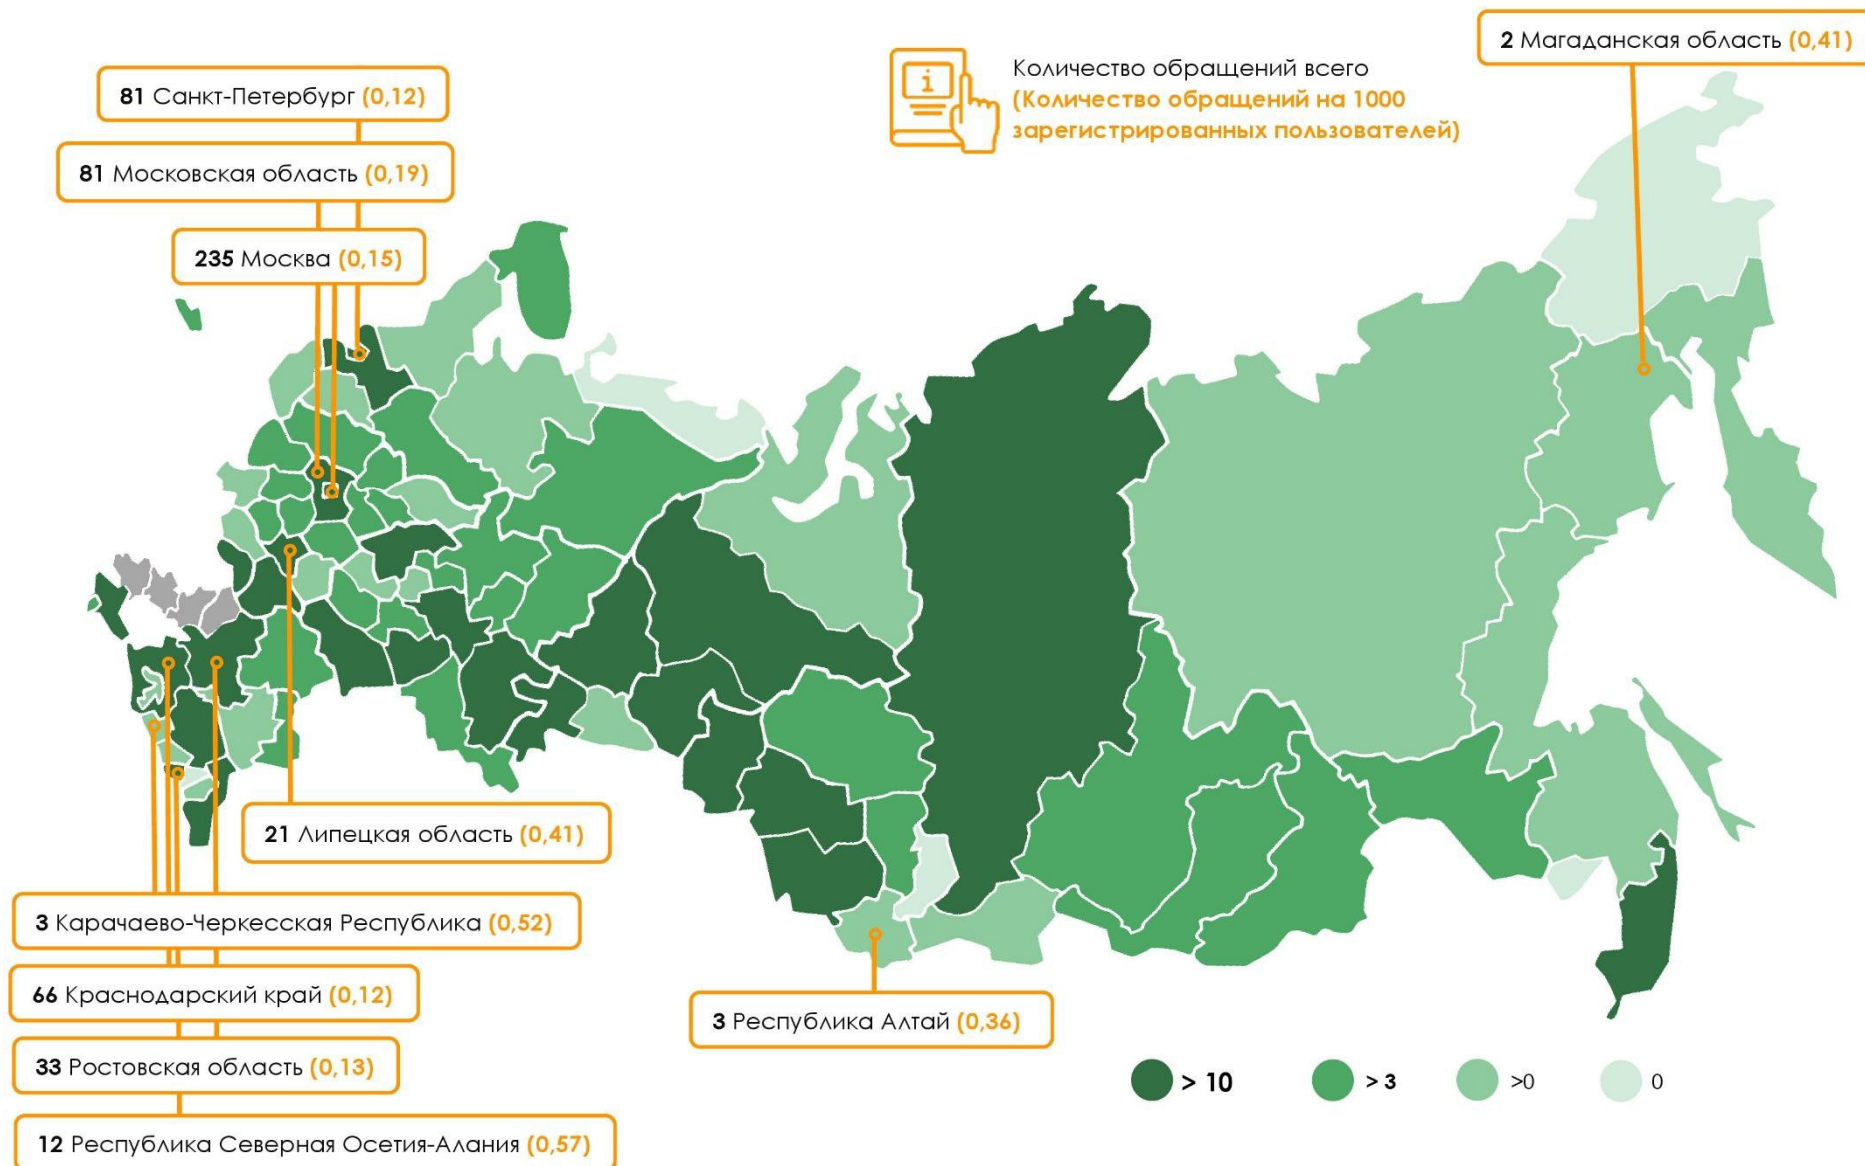 2 Магаданская область (0,41)
i
Количество обращений всего
(Количество обращений на 1000
зарегистрированных пользователей)
81 Санкт-Петербург (0,12)
81 Московская область (0,19)
235 Москва (0,15)
21 Липецкая область (0,41)
3 Карачаево-Черкесская Республика (0,52)
66 Краснодарский край (0,12)
33 Ростовская область (0,13)
12 Республика Северная Осетия-Алания (0,57)
3 Республика Алтай (0,36)
> 10
> 3
>0
0